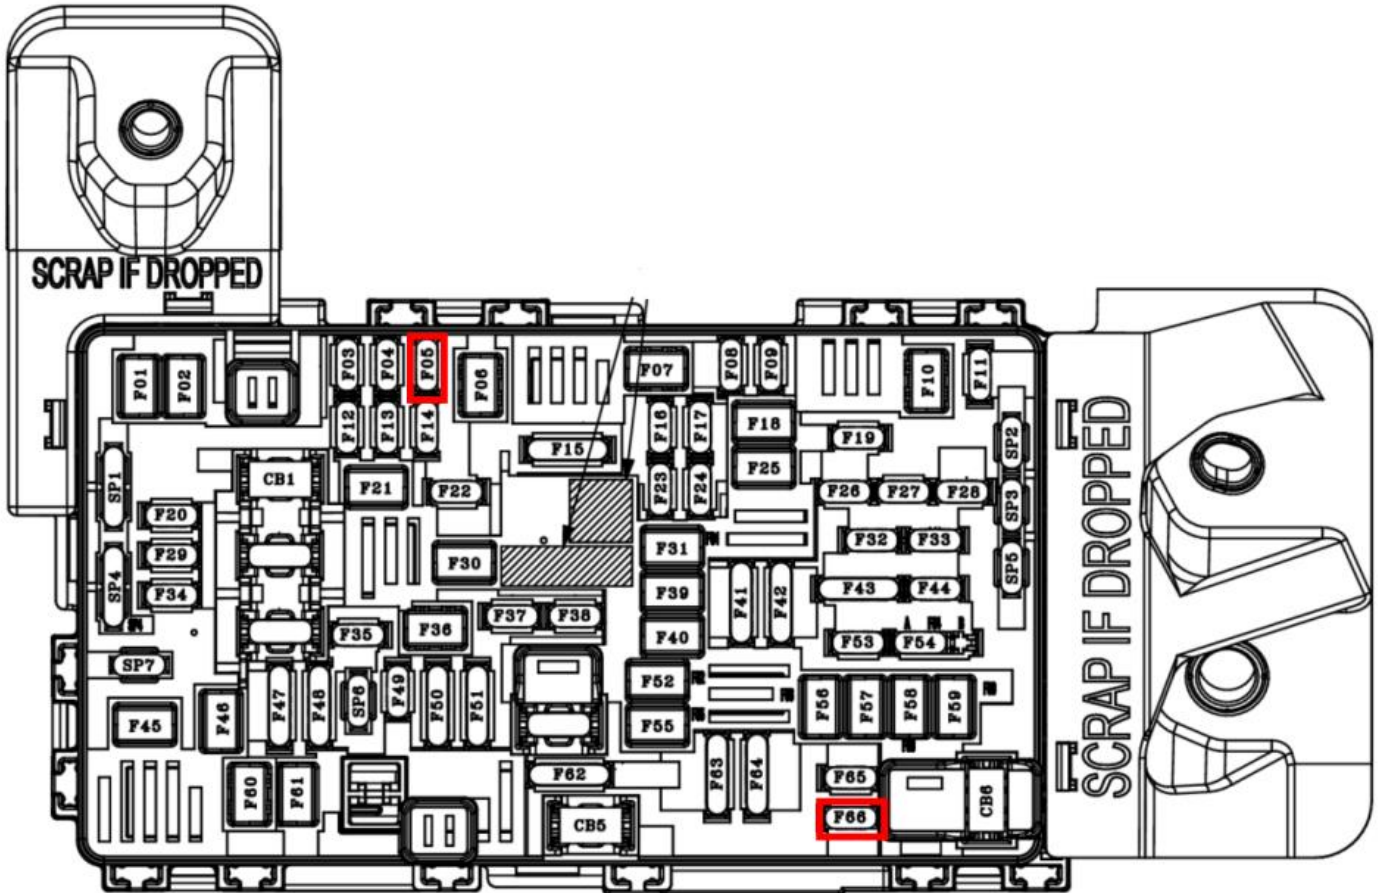 SCRAP IF DROPPED
F01 F02 F03 F04 F05 F06 F07 F08 F09 F10 F11
F12 F13 F14 F15 F16 F17 F18 F19 SP2
SP1 CB1 F21 F22 F23 F24 F25 F26 F27 F28 SP3
F20 F29 F30 F31 F32 F33
SP4 F34 F39 F41 F42 F43 F44 SP5
F35 F36 F37 F38 F40 F53 A F54 B
SP7 F47 F48 SP6 F49 F50 F51 F52 F56 F57 F58 F59
F45 F46 F55
F60 F61 F62 F63 F64 F65
CB5 F66 CB6
SCRAP IF DROPPED